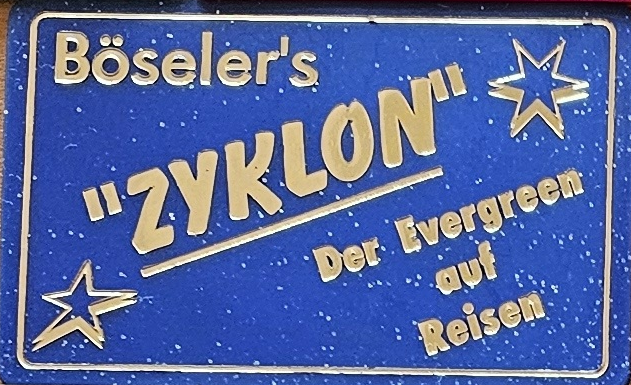 Böseler's
"ZYKLON"
Der Evergreen
auf
Reisen